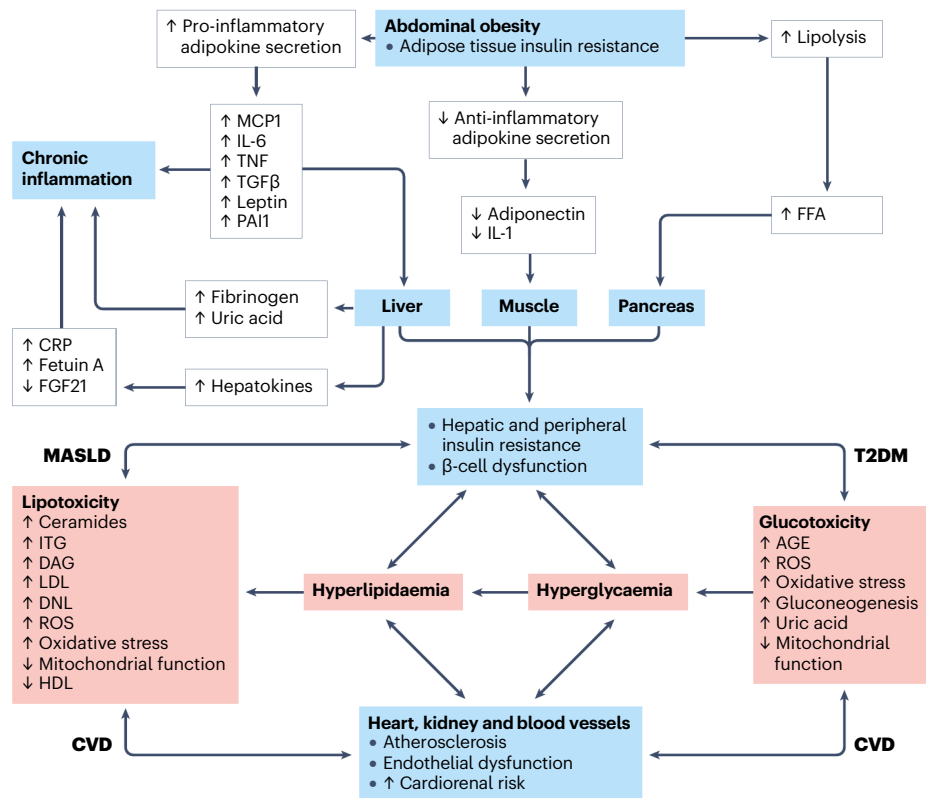 Abdominal obesity
• Adipose tissue insulin resistance
↑ Pro-inflammatory
adipokine secretion
↑ Lipolysis
↑ MCP1
↑ IL-6
↑ TNF
↑ TGFβ
↑ Leptin
↑ PAI1
↓ Anti-inflammatory
adipokine secretion
Chronic
inflammation
↓ Adiponectin
↓ IL-1
↑ FFA
↑ Fibrinogen
↑ Uric acid
Liver
Muscle
Pancreas
↑ CRP
↑ Fetuin A
↓ FGF21
↑ Hepatokines
• Hepatic and peripheral
insulin resistance
• β-cell dysfunction
MASLD
T2DM
Lipotoxicity
↑ Ceramides
↑ ITG
↑ DAG
↑ LDL
↑ DNL
↑ ROS
↑ Oxidative stress
↓ Mitochondrial function
↓ HDL
Hyperlipidaemia
Hyperglycaemia
Glucotoxicity
↑ AGE
↑ ROS
↑ Oxidative stress
↑ Gluconeogenesis
↑ Uric acid
↓ Mitochondrial
function
CVD
Heart, kidney and blood vessels
• Atherosclerosis
• Endothelial dysfunction
• ↑ Cardiorenal risk
CVD